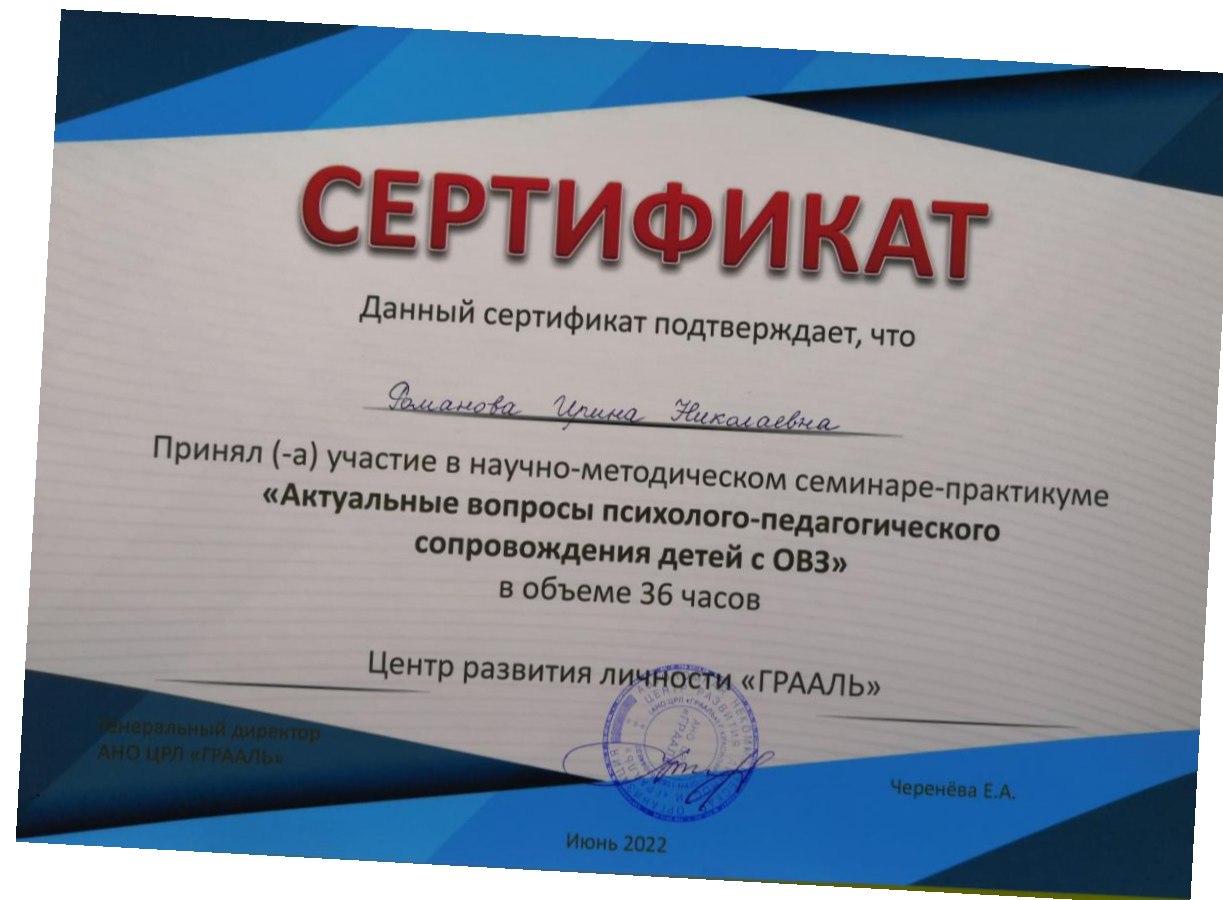 СЕРТИФИКАТ
Данный сертификат подтверждает, что
Романова Ирина Николаевна
Принял (-а) участие в научно-методическом семинаре-практикуме
«Актуальные вопросы психолого-педагогического
сопровождения детей с ОВЗ»
в объеме 36 часов
Центр развития личности «ГРААЛЬ»
Генеральный директор
АНО ЦРЛ «ГРААЛЬ»
Черенёва Е.А.
Июнь 2022